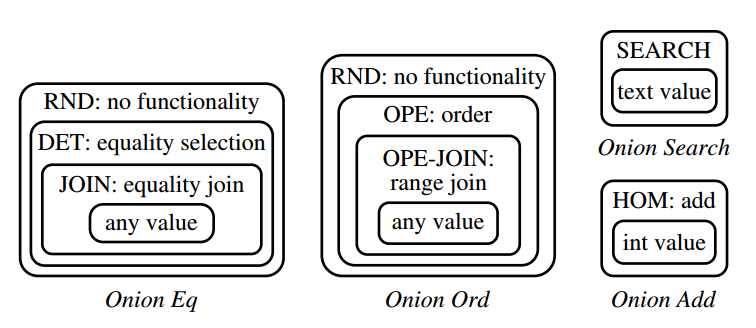 RND: no functionality
DET: equality selection
JOIN: equality join
any value
Onion Eq
RND: no functionality
OPE: order
OPE-JOIN:
range join
any value
Onion Ord
SEARCH
text value
Onion Search
HOM: add
int value
Onion Add